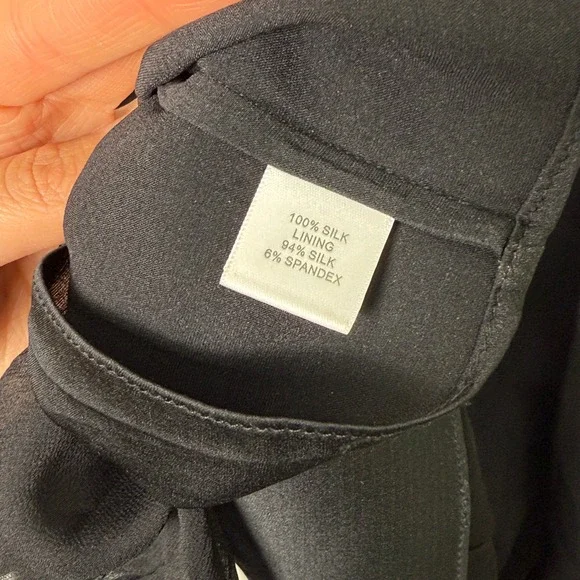 100% SILK
LINING
94% SILK
6% SPANDEX